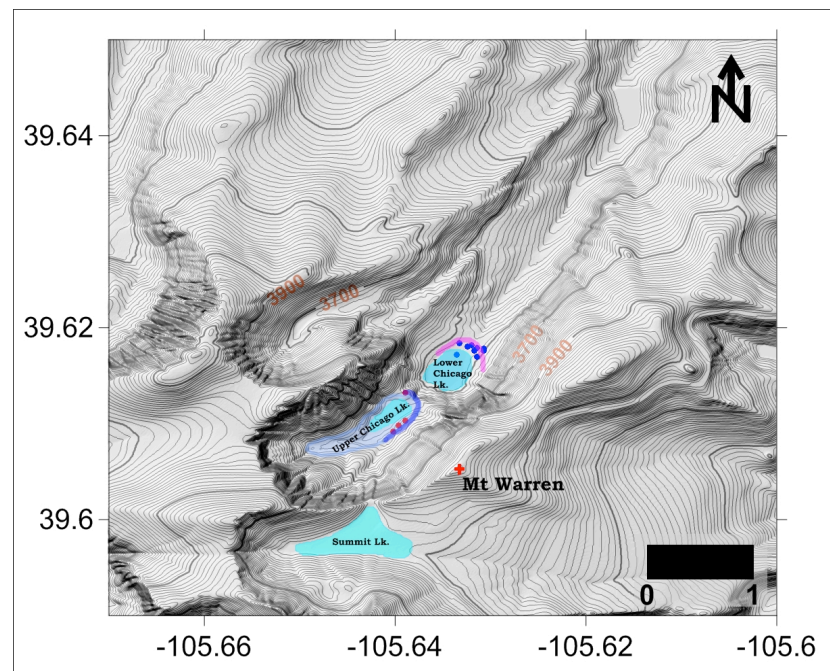 N
39.64
3900
3700
39.62
3700
3900
Lower
Chicago
Lk.
Upper Chicago Lk.
Mt Warren
39.6
Summit Lk.
0 1
-105.66 -105.64 -105.62 -105.6